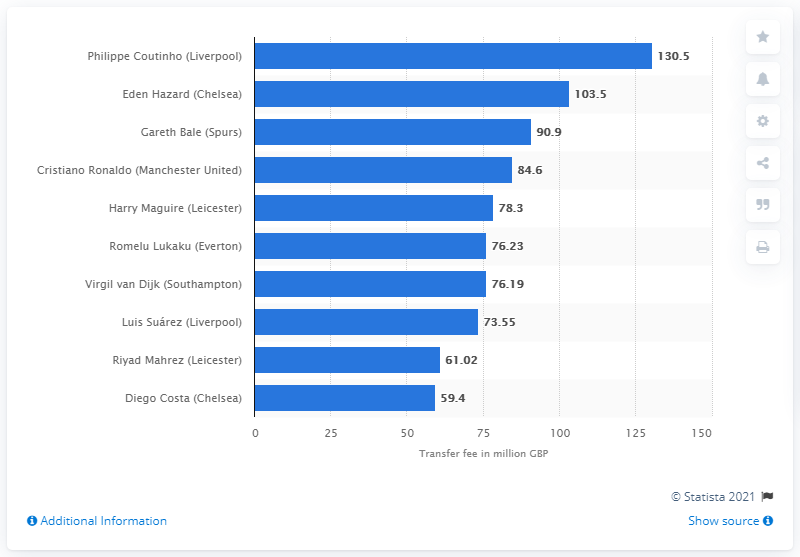 Philippe Coutinho (Liverpool) 130.5
Eden Hazard (Chelsea) 103.5
Gareth Bale (Spurs) 90.9
Cristiano Ronaldo (Manchester United) 84.6
Harry Maguire (Leicester) 78.3
Romelu Lukaku (Everton) 76.23
Virgil van Dijk (Southampton) 76.19
Luis Suárez (Liverpool) 73.55
Riyad Mahrez (Leicester) 61.02
Diego Costa (Chelsea) 59.4
0 25 50 75 100 125 150
Transfer fee in million GBP
© Statista 2021
Additional Information Show source